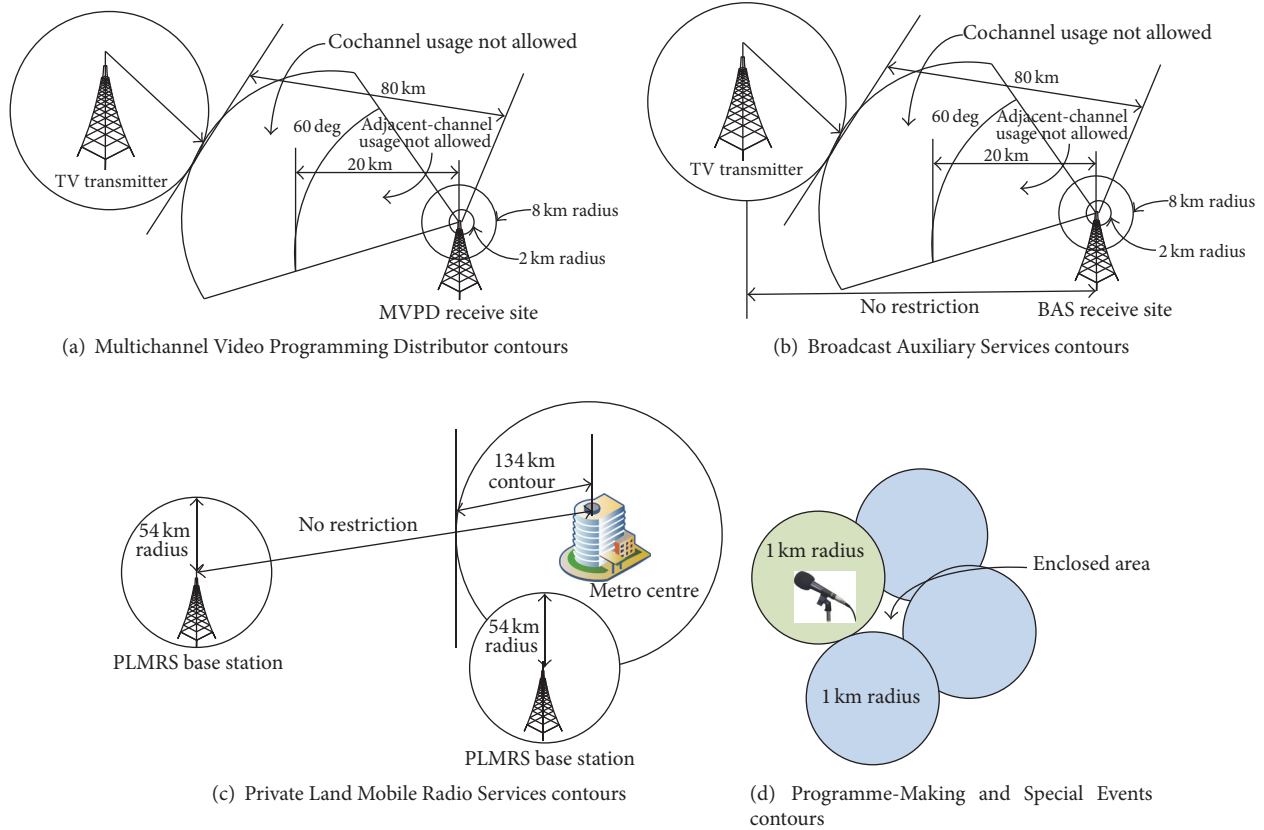 Cochannel usage not allowed
80 km
60 deg
Adjacent-channel
usage not allowed
20 km
TV transmitter
8 km radius
2 km radius
MVPD receive site
(a) Multichannel Video Programming Distributor contours
Cochannel usage not allowed
80 km
60 deg
Adjacent-channel
usage not allowed
20 km
TV transmitter
8 km radius
2 km radius
No restriction
BAS receive site
(b) Broadcast Auxiliary Services contours
134 km
contour
54 km
radius
No restriction
Metro centre
PLMRS base station
54 km
radius
PLMRS base station
(c) Private Land Mobile Radio Services contours
1 km radius
Enclosed area
1 km radius
(d) Programme-Making and Special Events
contours